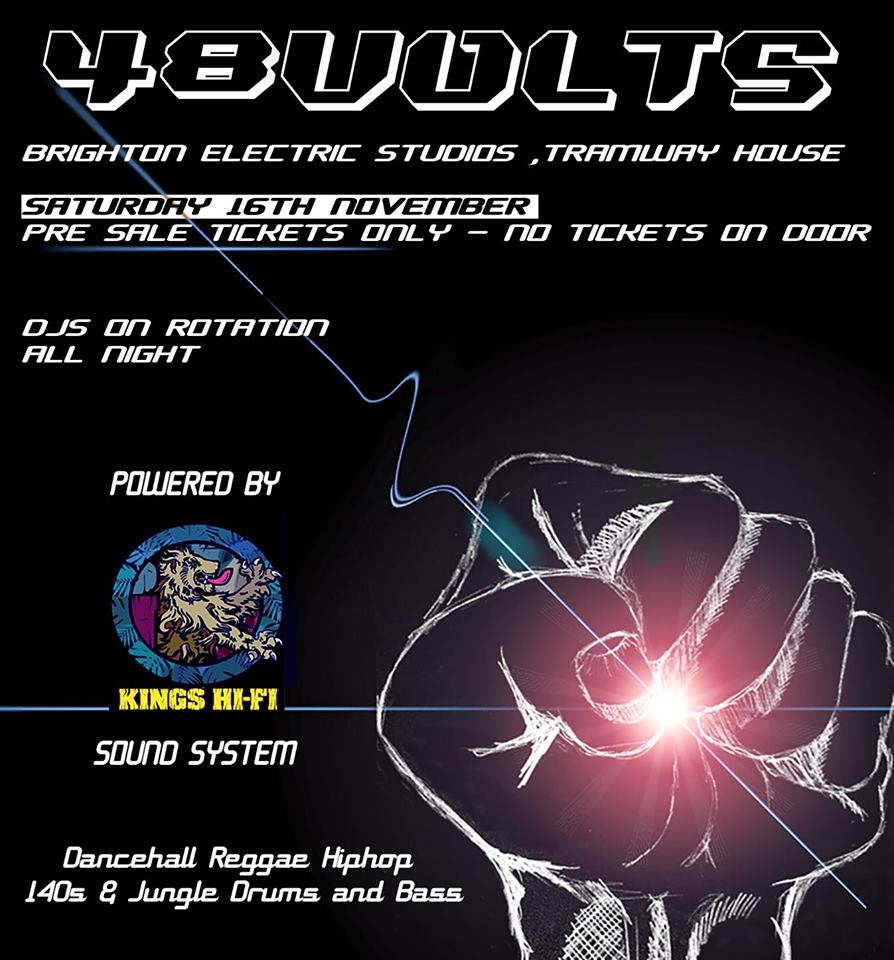 48VOLTS
BRIGHTON ELECTRIC STUDIOS ,TRAMWAY HOUSE
SATURDAY 16TH NOVEMBER
PRE SALE TICKETS ONLY - NO TICKETS ON DOOR
DJS ON ROTATION
ALL NIGHT
POWERED BY
KINGS HI-FI
SOUND SYSTEM
Dancehall Reggae Hiphop
140s & Jungle Drums and Bass